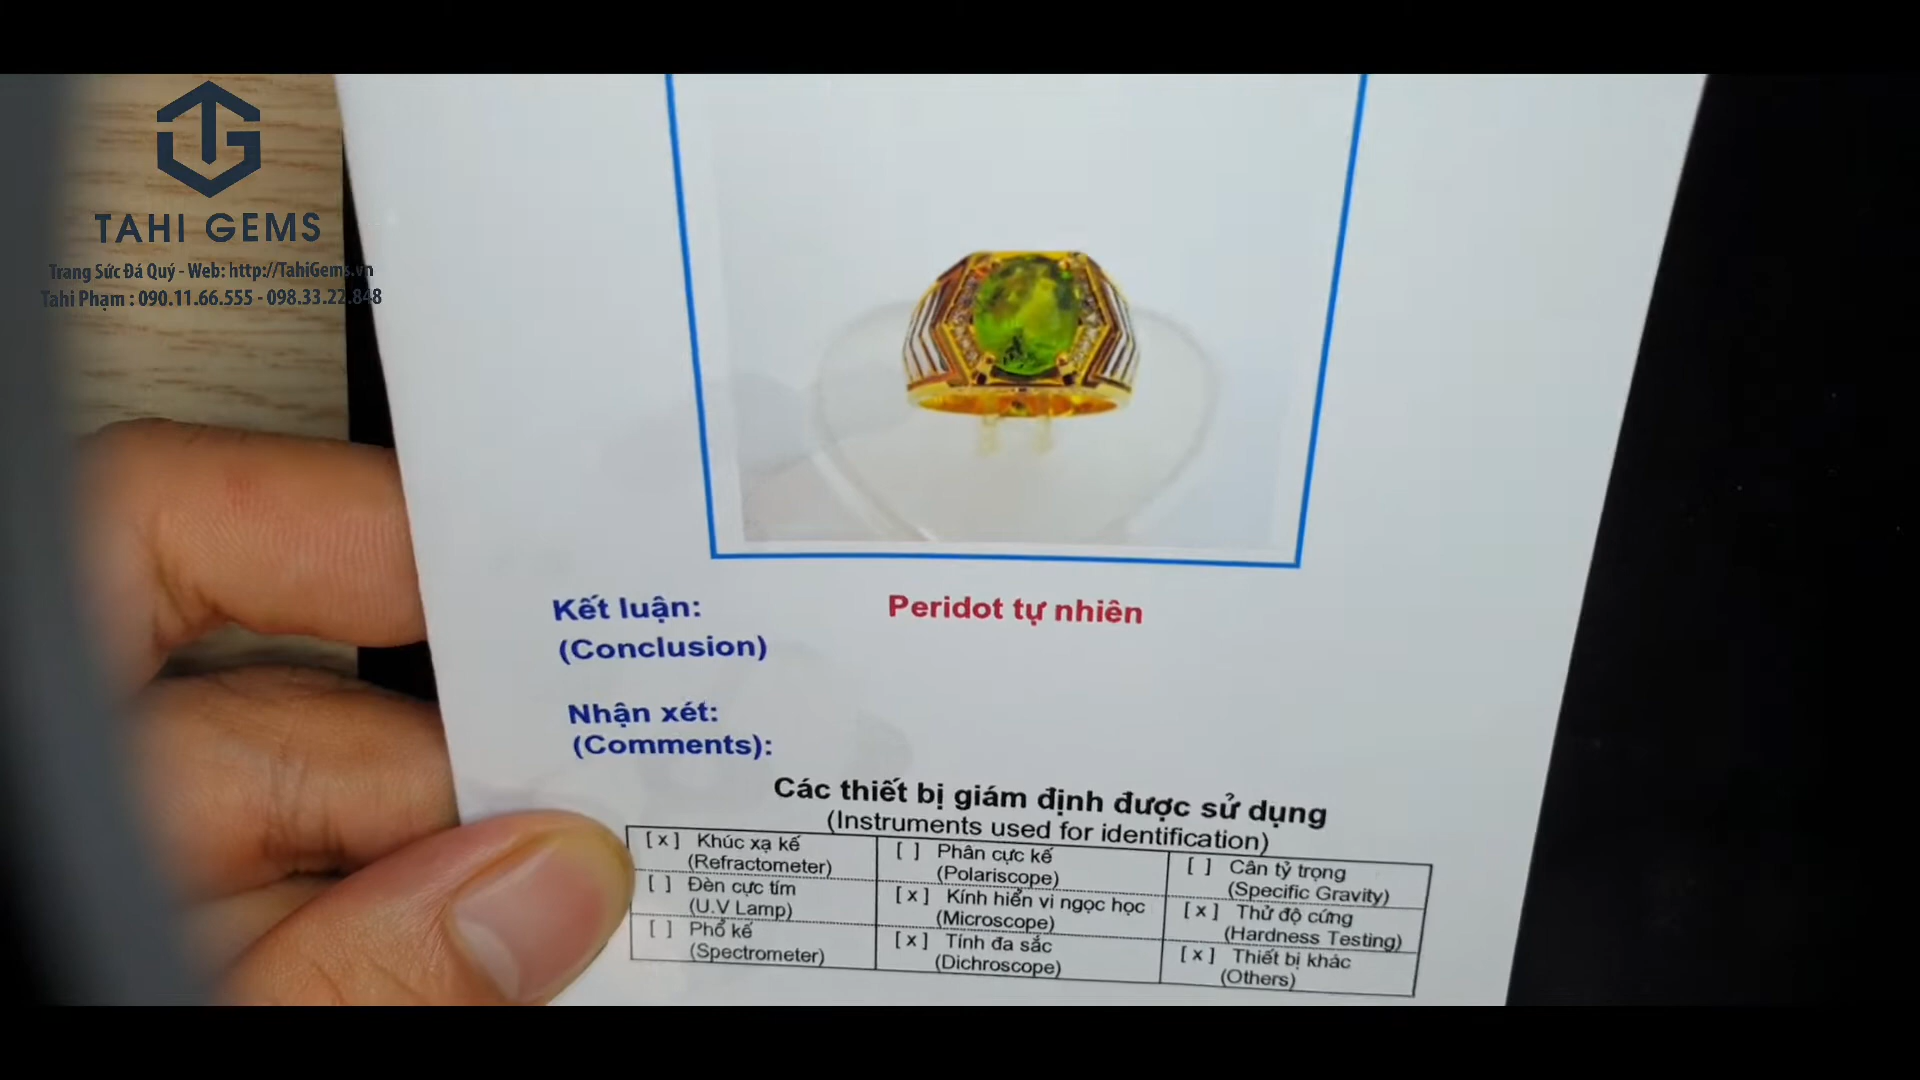 TAHI GEMS
Trang Sức Đá Quý - Web: http://TahiGems.vn
Tahi Phạm : 090.11.66.555 - 098.33.22.848
Kết luận: Peridot tự nhiên
(Conclusion)
Nhận xét:
(Comments):
Các thiết bị giám định được sử dụng
(Instruments used for identification)
[ x ] Khúc xạ kế
(Refractometer)
[ ] Phân cực kế
(Polariscope)
[ ] Cân tỷ trọng
(Specific Gravity)
[ ] Đèn cực tím
(U.V Lamp)
[ x ] Kính hiển vi ngọc học
(Microscope)
[ x ] Thử độ cứng
(Hardness Testing)
[ ] Phổ kế
(Spectrometer)
[ x ] Tính đa sắc
(Dichroscope)
[ x ] Thiết bị khác
(Others)